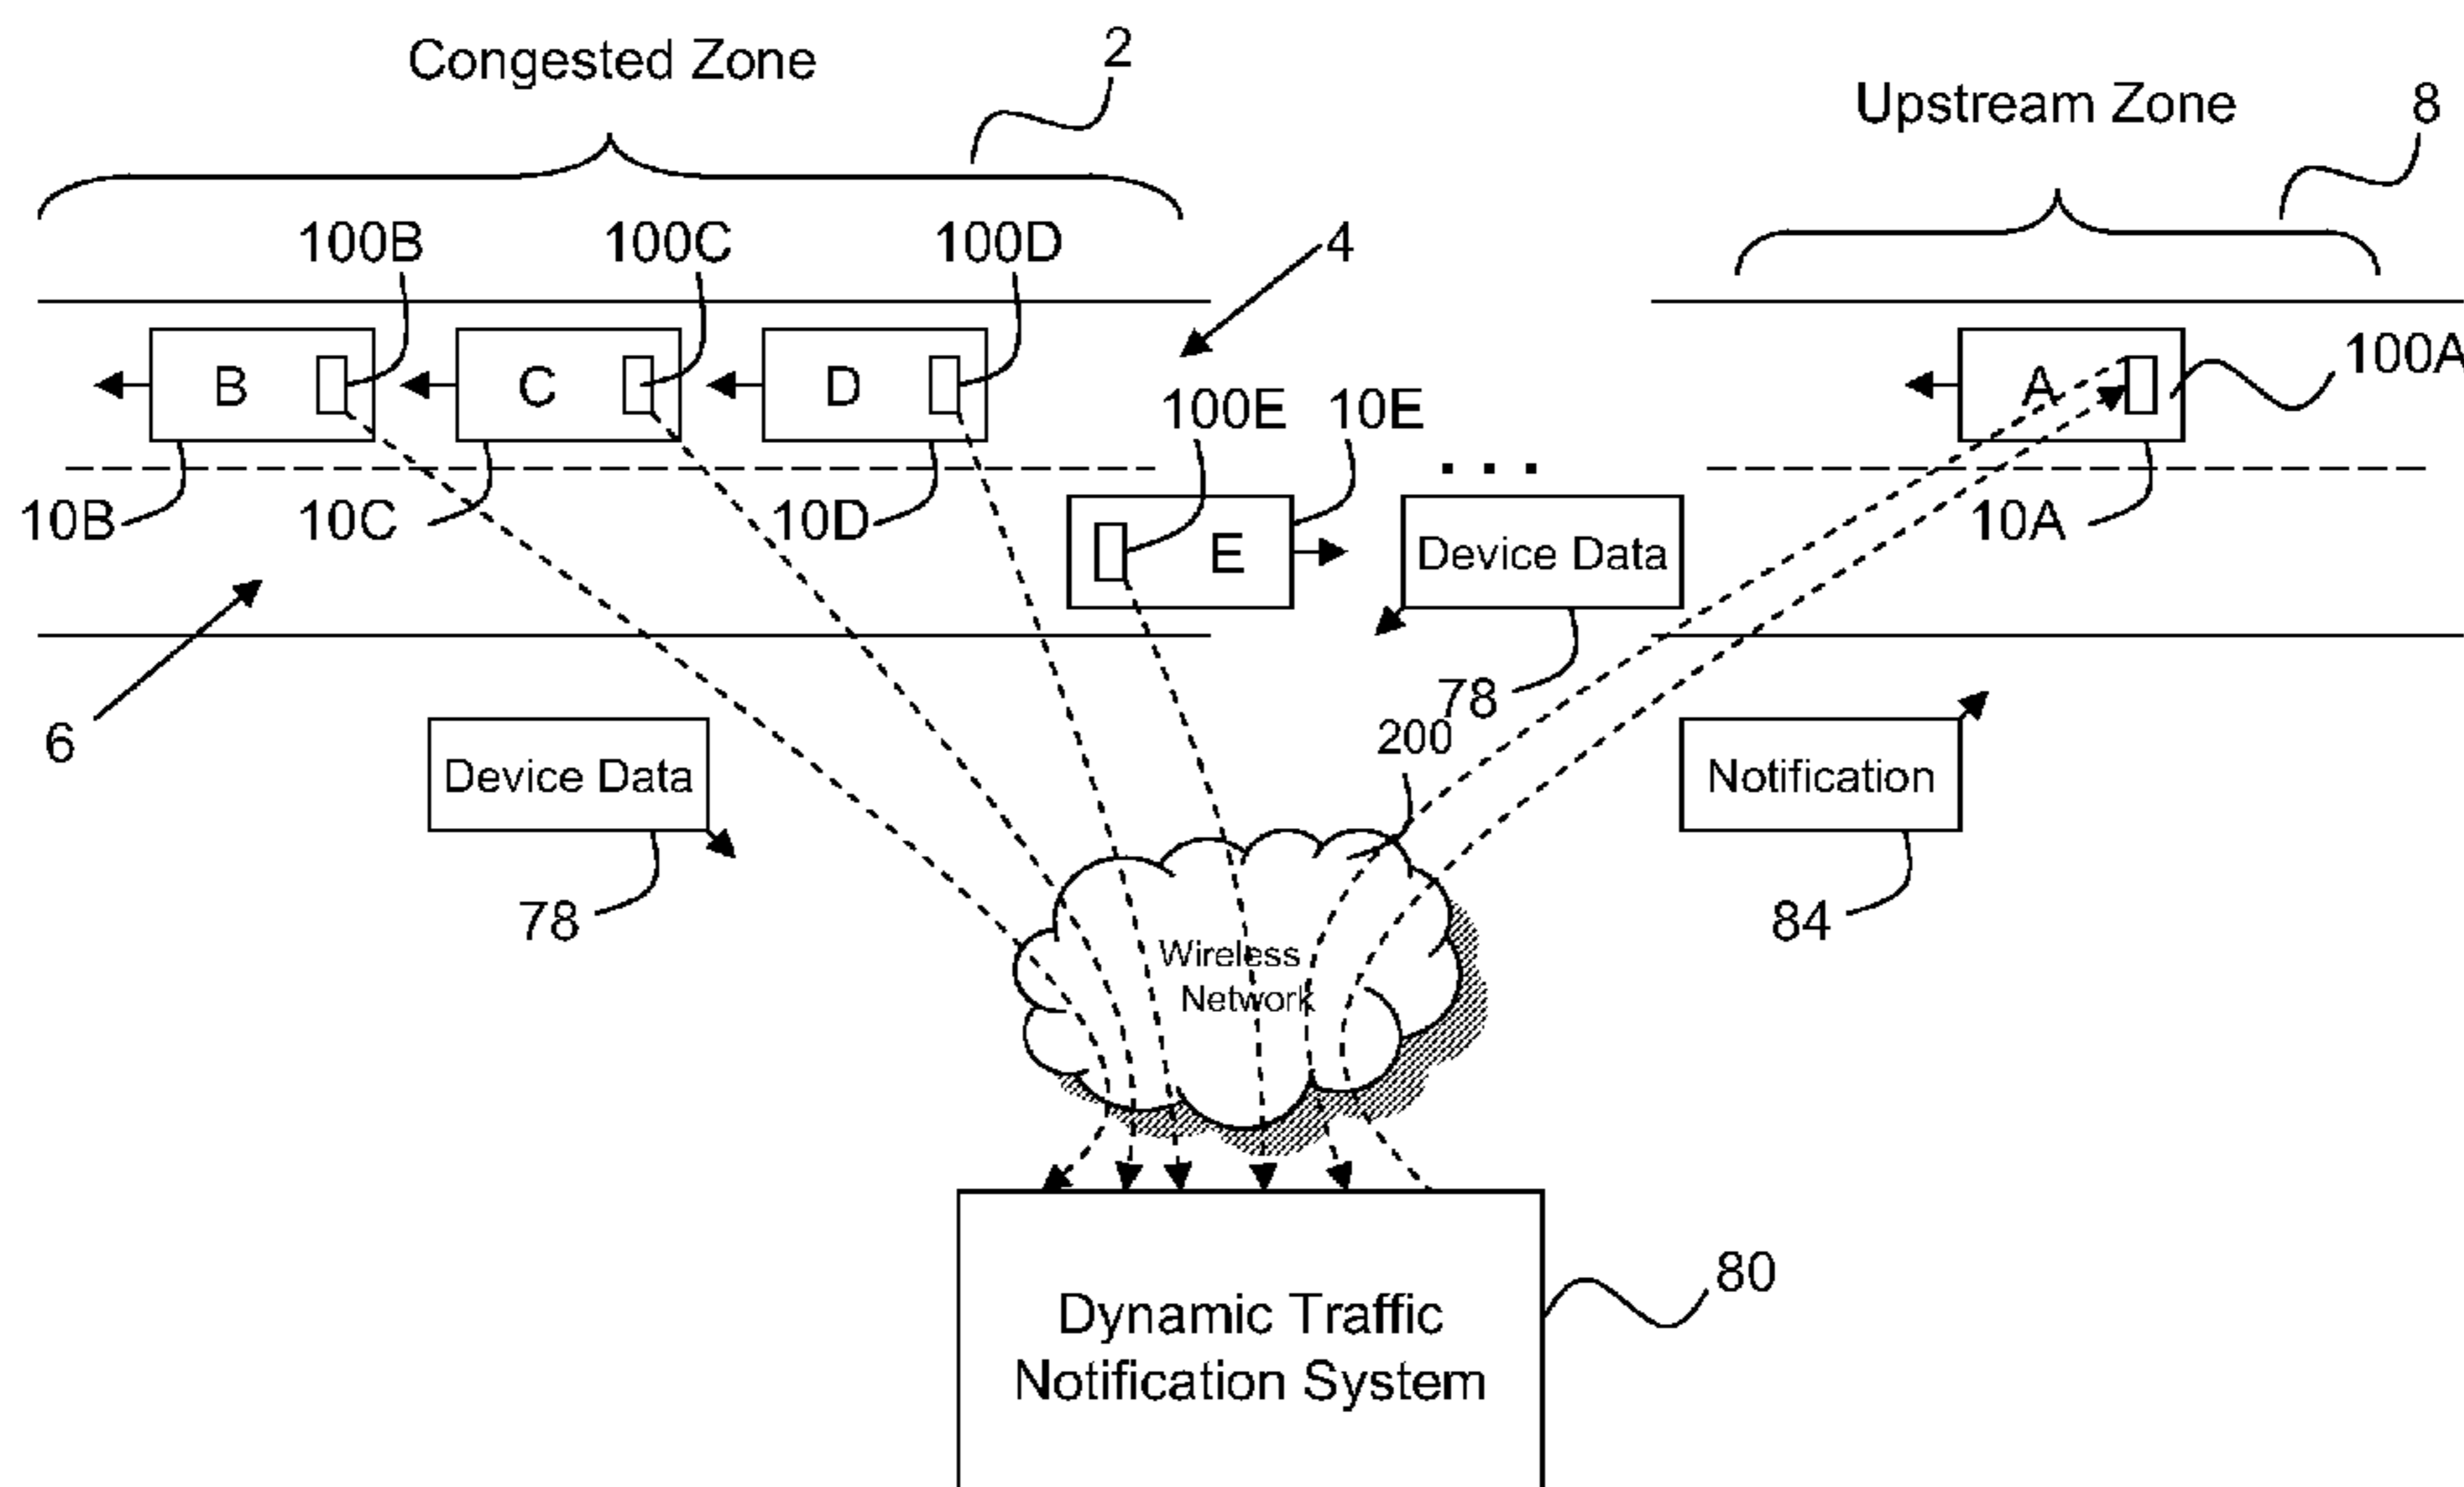 Congested Zone
2
Upstream Zone
8
100B
100C
100D
4
B
C
D
A
100A
100E
10E
10B
10C
10D
E
. . .
Device Data
10A
6
78
200
Device Data
Notification
78
84
Wireless
Network
80
Dynamic Traffic
Notification System